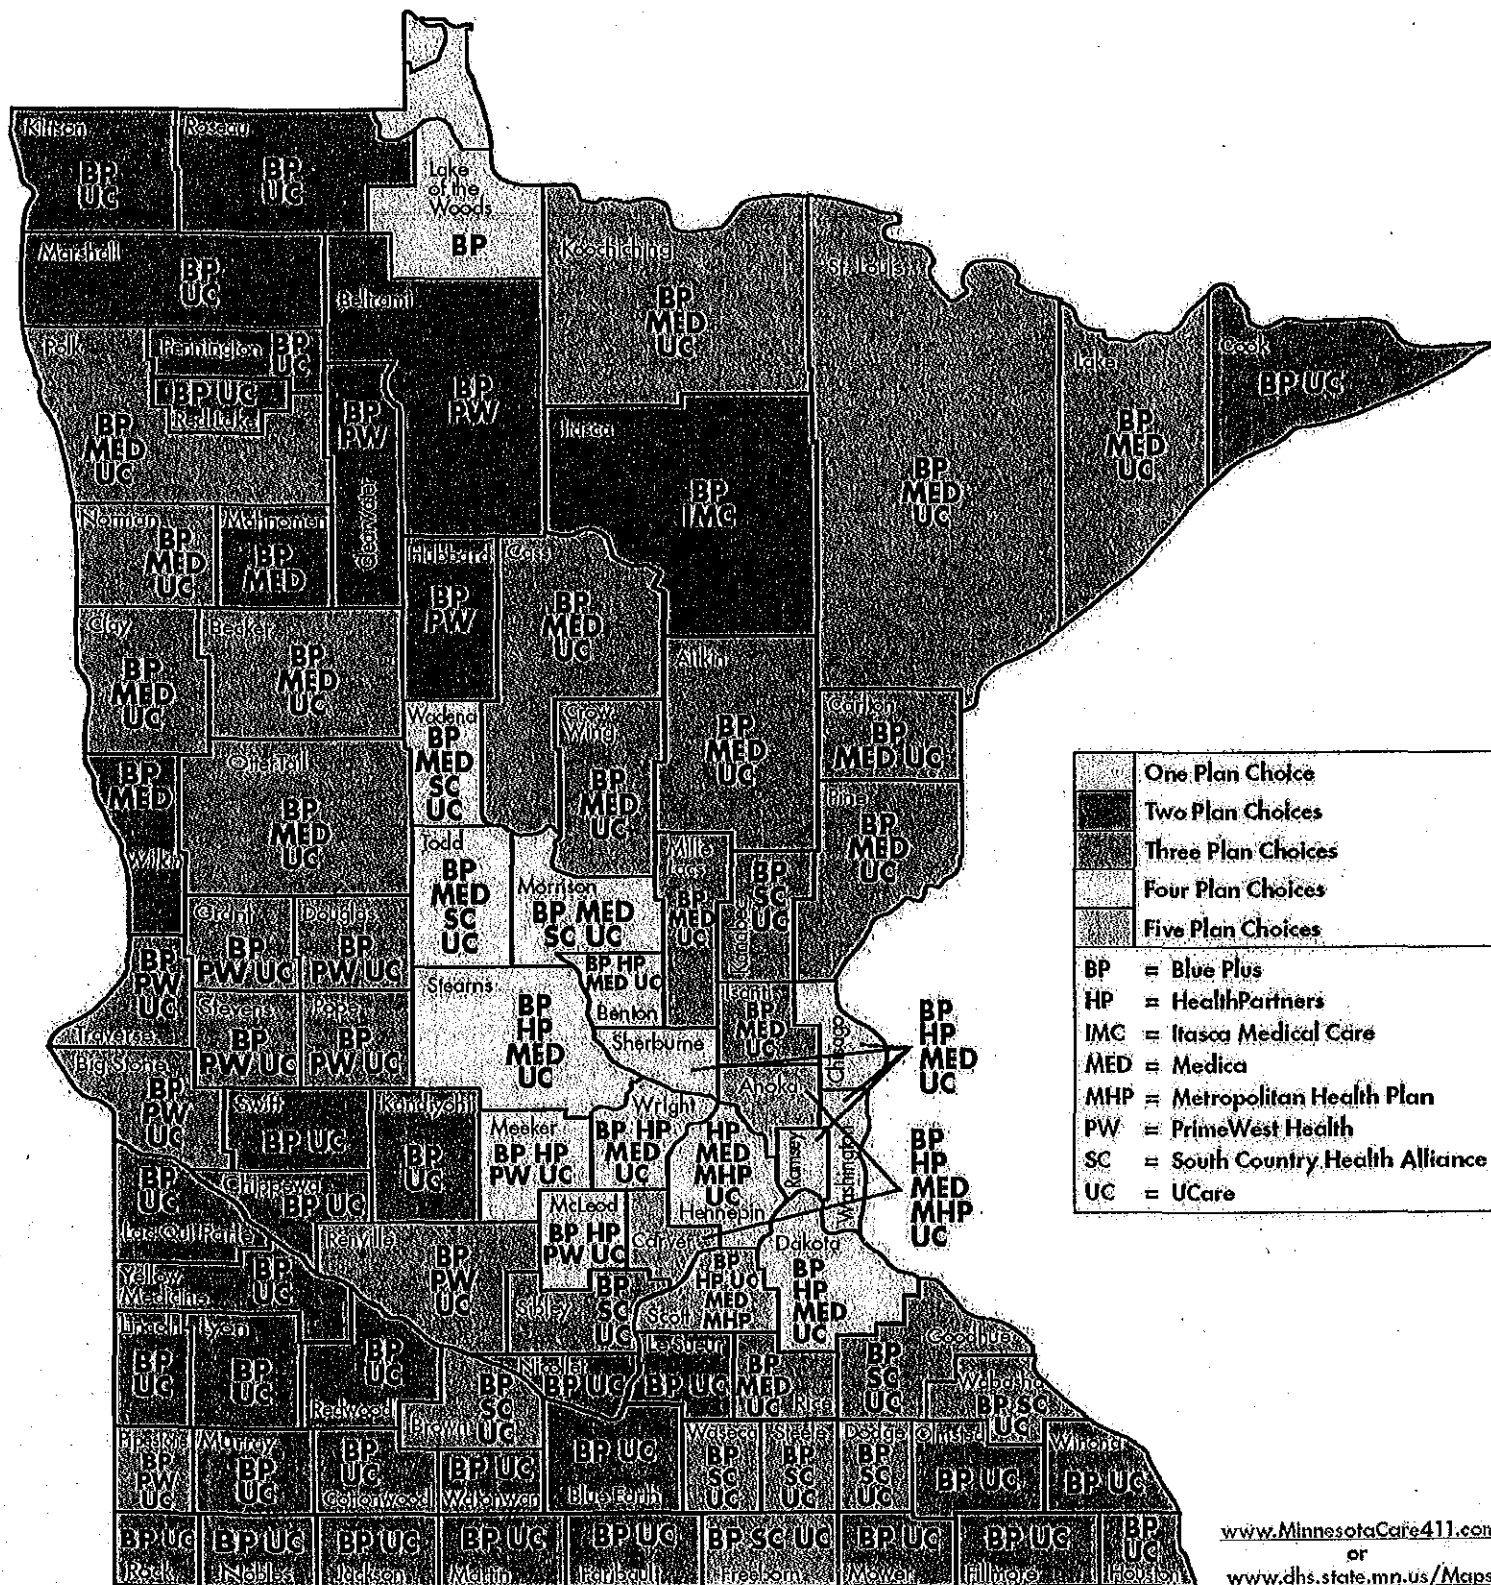 Kittson
BP
UC
Roseau
BP
UC
Lake
of the
Woods
BP
Marshall
BP
UC
Beltrami
BP
PW
Koochiching
BP
MED
UC
St. Louis
BP
MED
UC
Lake
BP
MED
UC
Cook
BP UC
Polk
BP
MED
UC
Pennington
BP
UC
BP UC
Red Lake
BP
PW
Clearwater
Itasca
BP
IMC
Norman
BP
MED
UC
Mahnomen
BP
MED
Hubbard
BP
PW
Cass
BP
MED
UC
Clay
BP
MED
UC
Becker
BP
MED
UC
Aitkin
BP
MED
UC
Wadena
BP
MED
SC
UC
Crow
Wing
BP
MED
UC
Carlton
BP
MED UC
BP
MED
Wilkin
Otter Tail
BP
MED
UC
Pine
BP
MED
UC
Todd
BP
MED
SC
UC
Morrison
BP MED
SC UC
Mille
Lacs
BP
MED
UC
BP
SC
UC
Kanabec
Grant
BP
PW UC
Douglas
BP
PW UC
BP
PW
UC
Traverse
Stevens
BP
PW UC
Pope
BP
PW UC
Stearns
BP
HP
MED
UC
BP HP
MED UC
Benton
Sherburne
Isanti
BP
MED
UC
Chisago
BP
HP
MED
UC
Big Stone
BP
PW
UC
Swift
BP UC
Kandiyohi
BP
UC
Meeker
BP HP
PW UC
Wright
BP HP
MED
UC
Anoka
HP
MED
MHP
UC
Hennepin
Ramsey
Washington
BP
HP
MED
MHP
UC
BP
UC
Lac Qui Parle
Chippewa
BP UC
McLeod
BP HP
PW UC
Carver
Renville
BP
PW
UC
Sibley
BP
SC
UC
BP
HP UC
MED
MHP
Scott
Dakota
BP
HP
MED
UC
Yellow
Medicine
BP
UC
Lincoln
BP
UC
Lyon
BP
UC
BP
UC
Redwood
BP
SC
UC
Brown
Nicollet
BP UC
Le Sueur
BP UC
BP
MED
UC
Rice
Goodhue
BP
SC
UC
Wabasha
BP SC
UC
Pipestone
BP
PW
UC
Murray
BP
UC
BP
UC
Cottonwood
BP UC
Watonwan
BP UC
Blue Earth
Waseca
BP
SC
UC
Steele
BP
SC
UC
Dodge
BP
SC
UC
Olmsted
BP UC
Winona
BP UC
BP UC
Rock
BP UC
Nobles
BP UC
Jackson
BP UC
Martin
BP UC
Faribault
BP SC UC
Freeborn
BP UC
Mower
BP UC
Fillmore
BP
UC
Houston
One Plan Choice
Two Plan Choices
Three Plan Choices
Four Plan Choices
Five Plan Choices
BP = Blue Plus
HP = HealthPartners
IMC = Itasca Medical Care
MED = Medica
MHP = Metropolitan Health Plan
PW = PrimeWest Health
SC = South Country Health Alliance
UC = UCare
www.MinnesotaCare411.com
or
www.dhs.state.mn.us/Maps